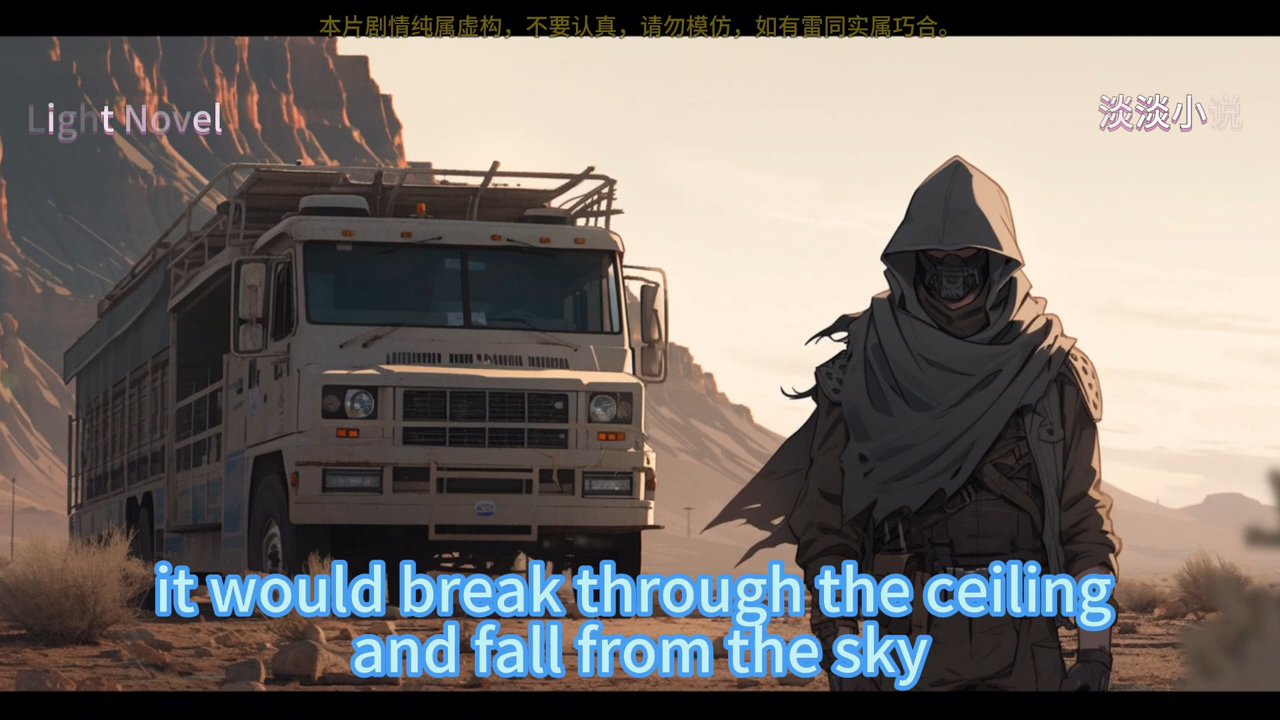 本片剧情纯属虚构，不要认真，请勿模仿，如有雷同实属巧合。
Light Novel
淡淡小说
it would break through the ceiling
and fall from the sky